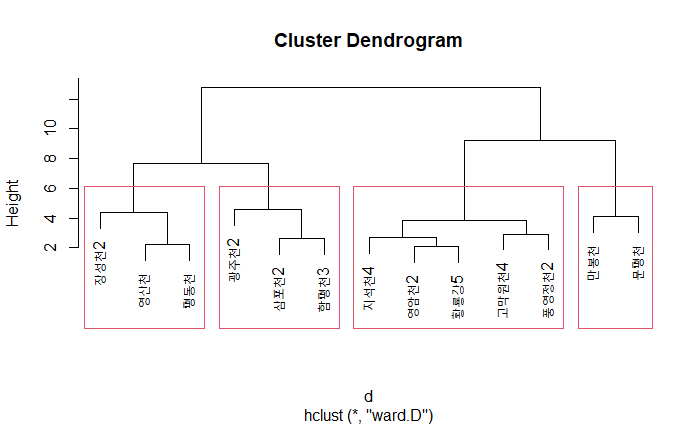 Cluster Dendrogram
Height
10
8
6
4
2
장성천2
영산천
평동천
광주천2
삼포천2
함평천3
지석천4
영암천2
황룡강5
고막원천4
풍영정천2
만봉천
문평천
d
hclust (*, "ward.D")